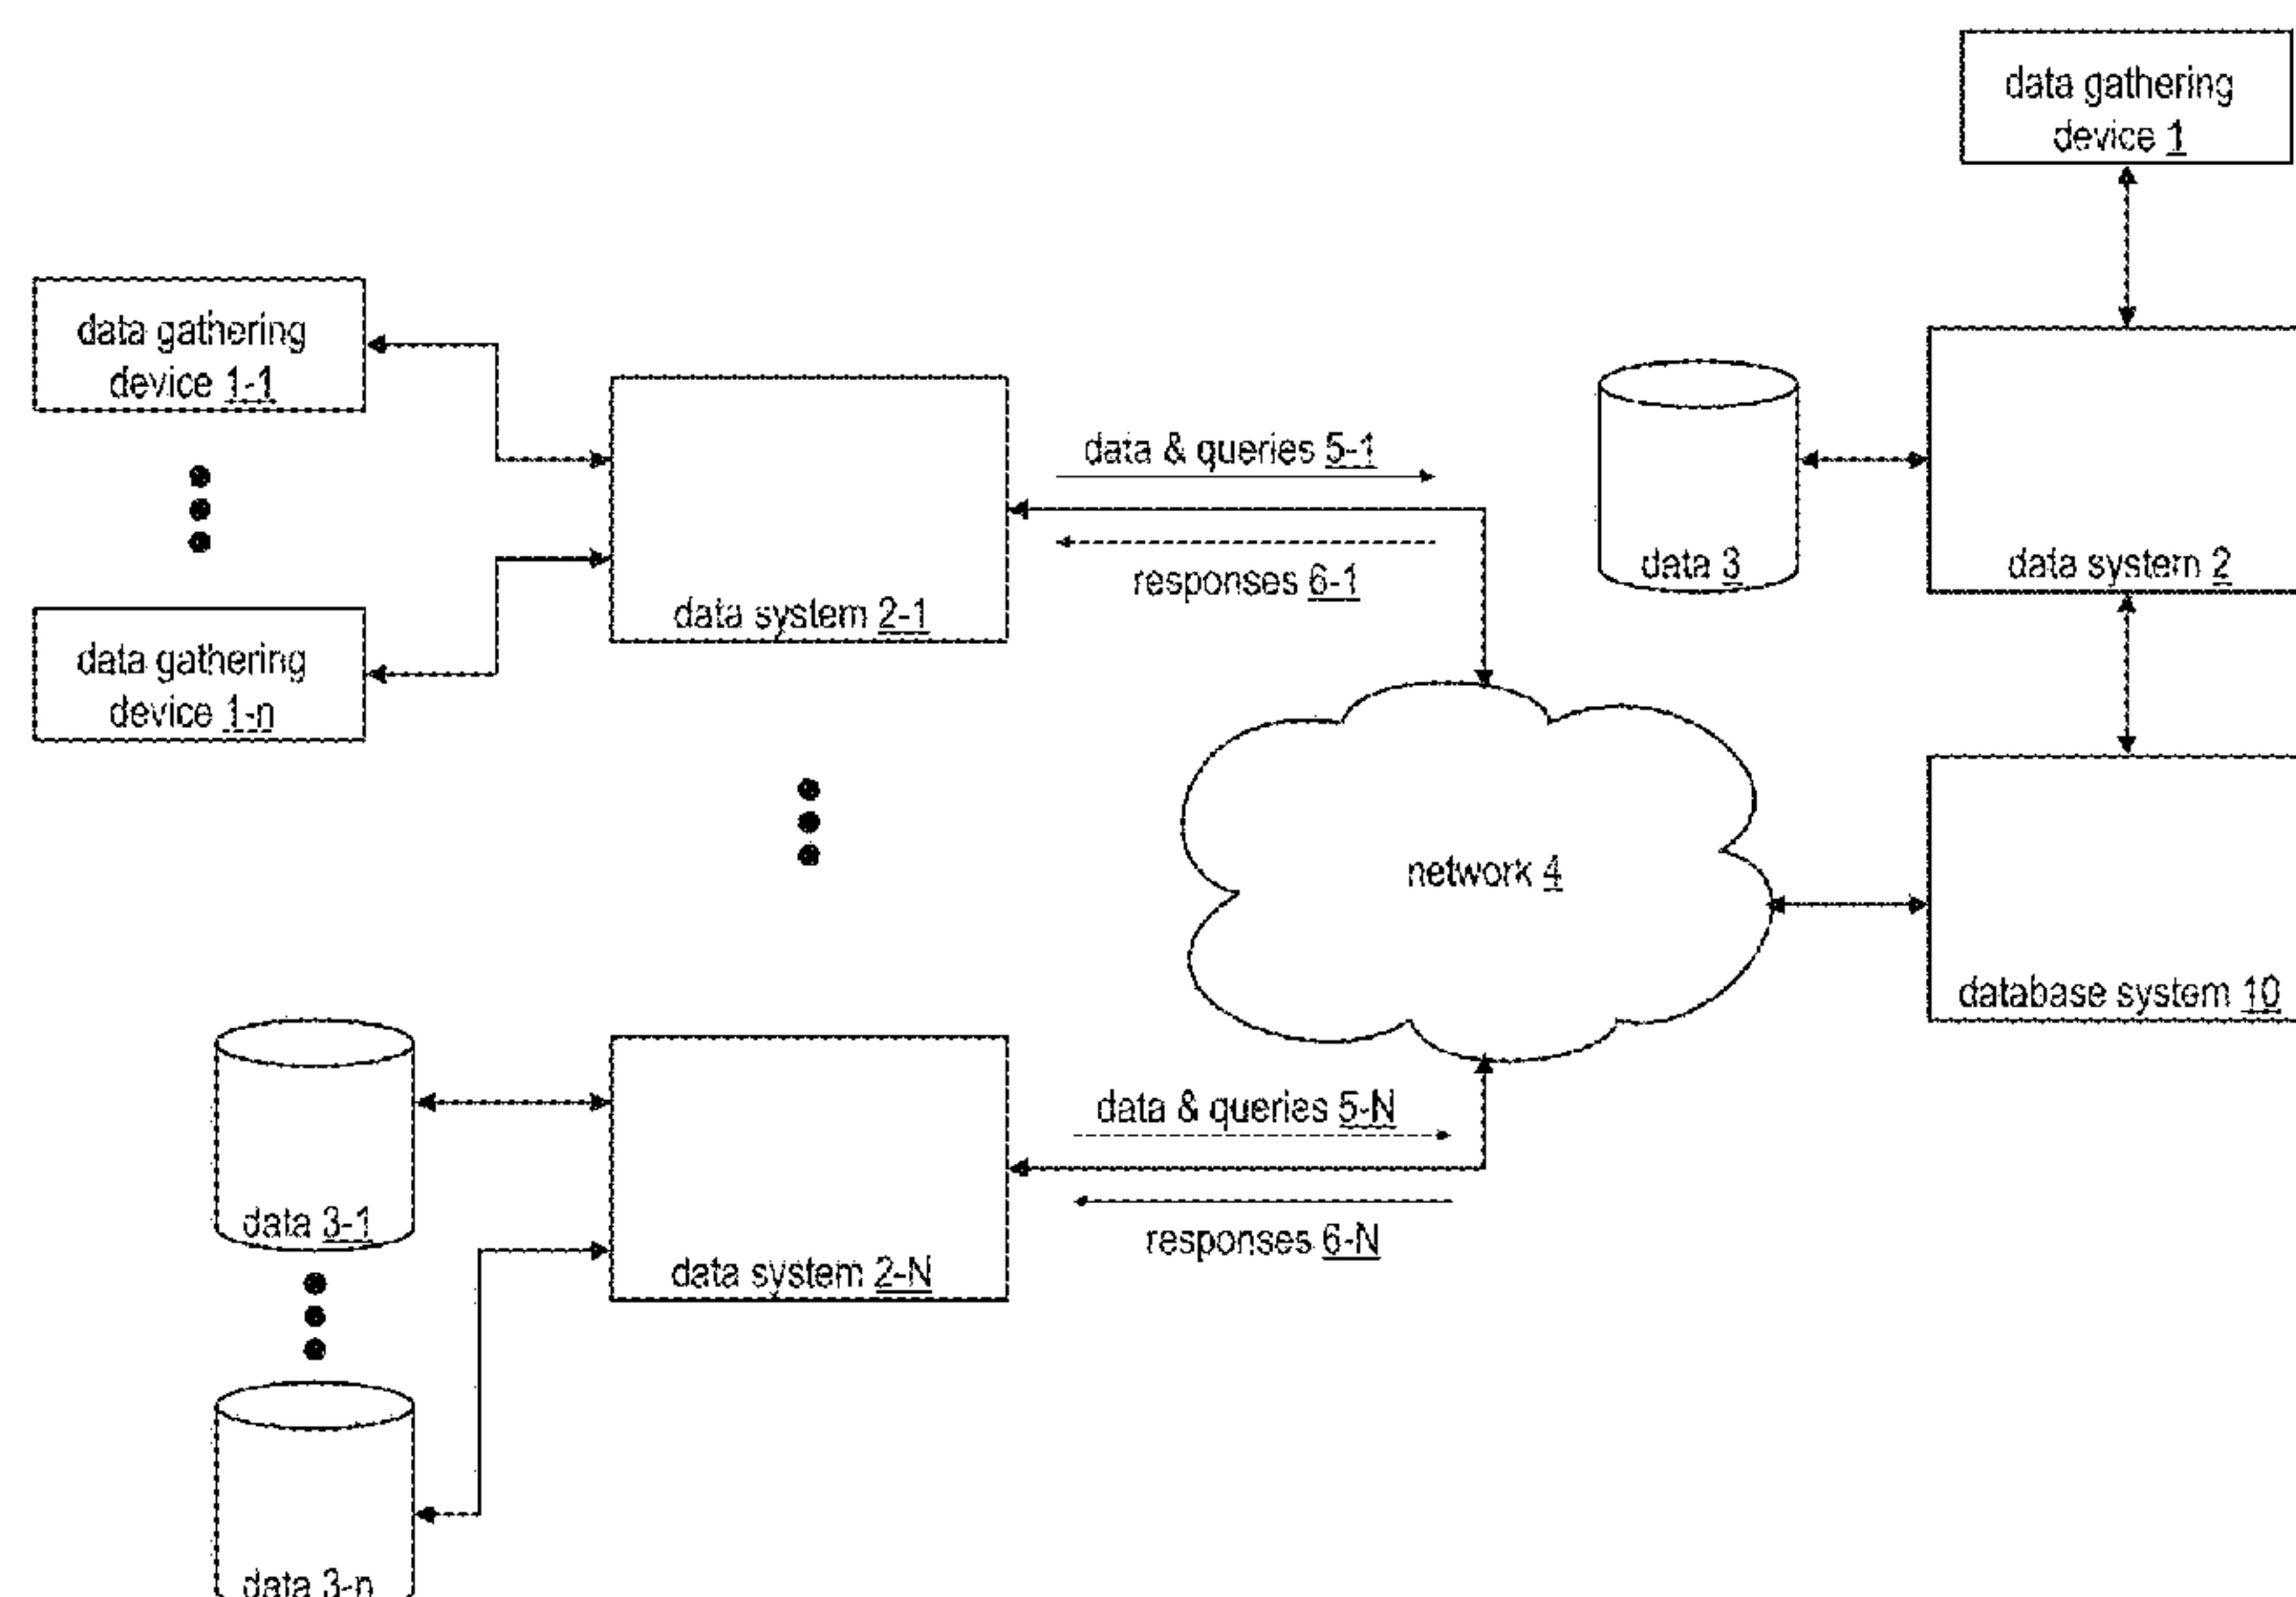 data gathering
device 1
data gathering
device 1-1
data & queries 5-1
responses 6-1
data system 2-1
data 3
data system 2
data gathering
device 1-n
network 4
database system 10
data & queries 5-N
responses 6-N
data 3-1
data system 2-N
data 3-n